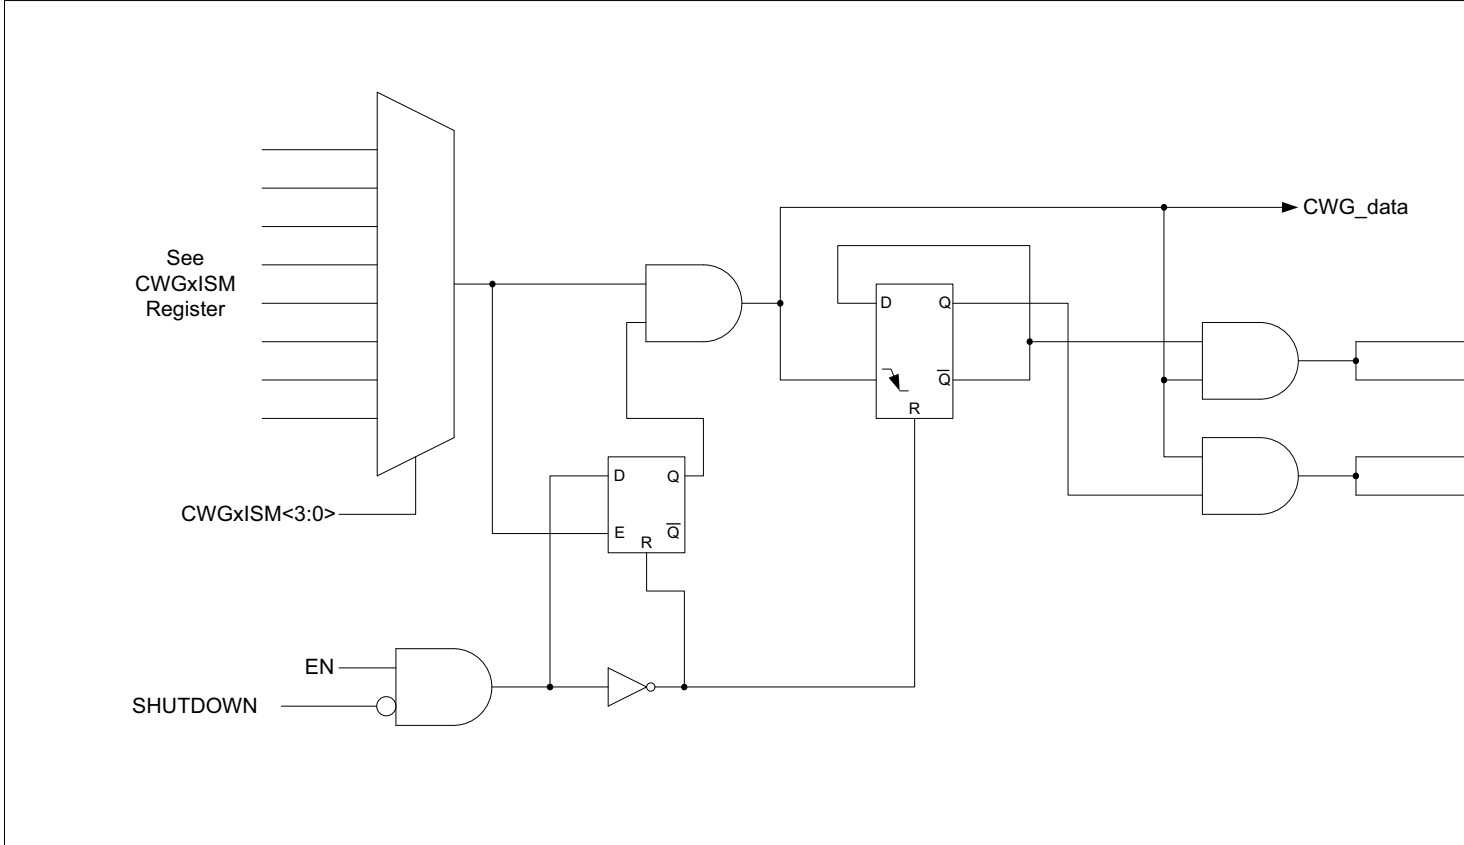 CWG_data
See
CWGxISM
Register
D
Q
Q̅
R
CWGxISM<3:0>
D
Q
E
Q̅
R
EN
SHUTDOWN